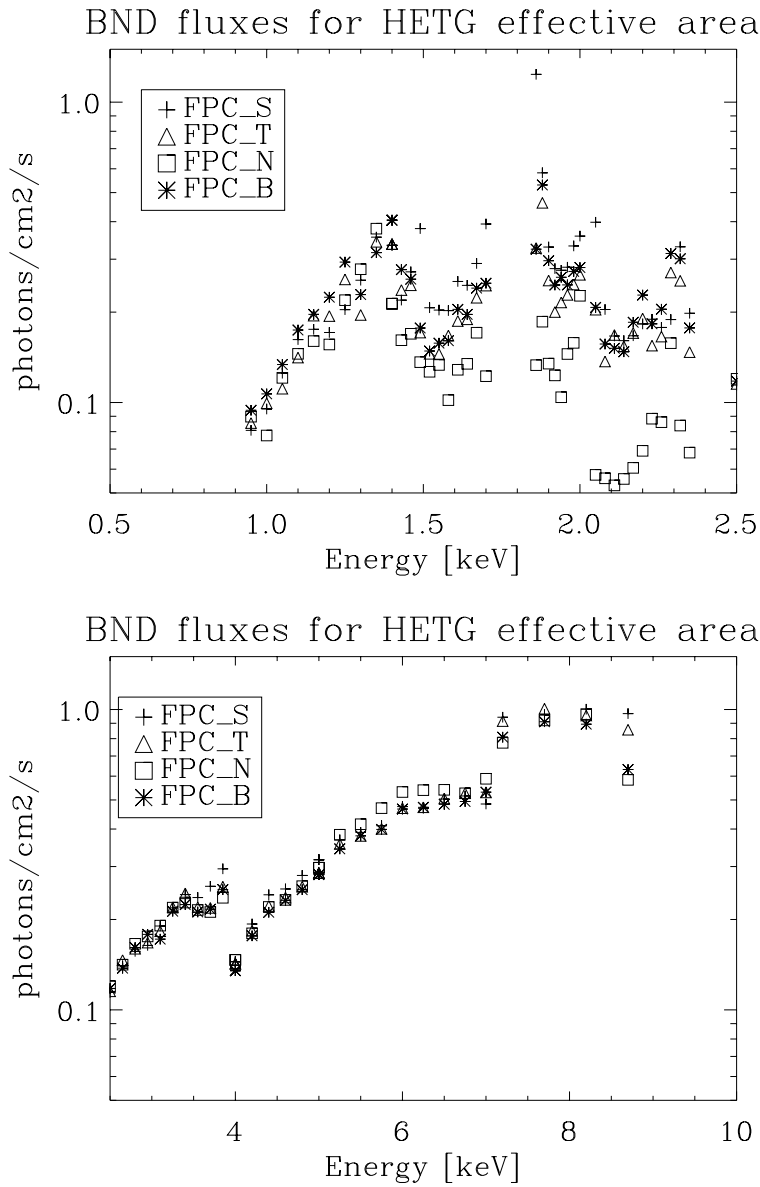 BND fluxes for HETG effective area
photons/cm2/s
1.0
0.1
FPC_S
FPC_T
FPC_N
FPC_B
0.5 1.0 1.5 2.0 2.5
Energy [keV]
BND fluxes for HETG effective area
photons/cm2/s
1.0
0.1
FPC_S
FPC_T
FPC_N
FPC_B
4 6 8 10
Energy [keV]